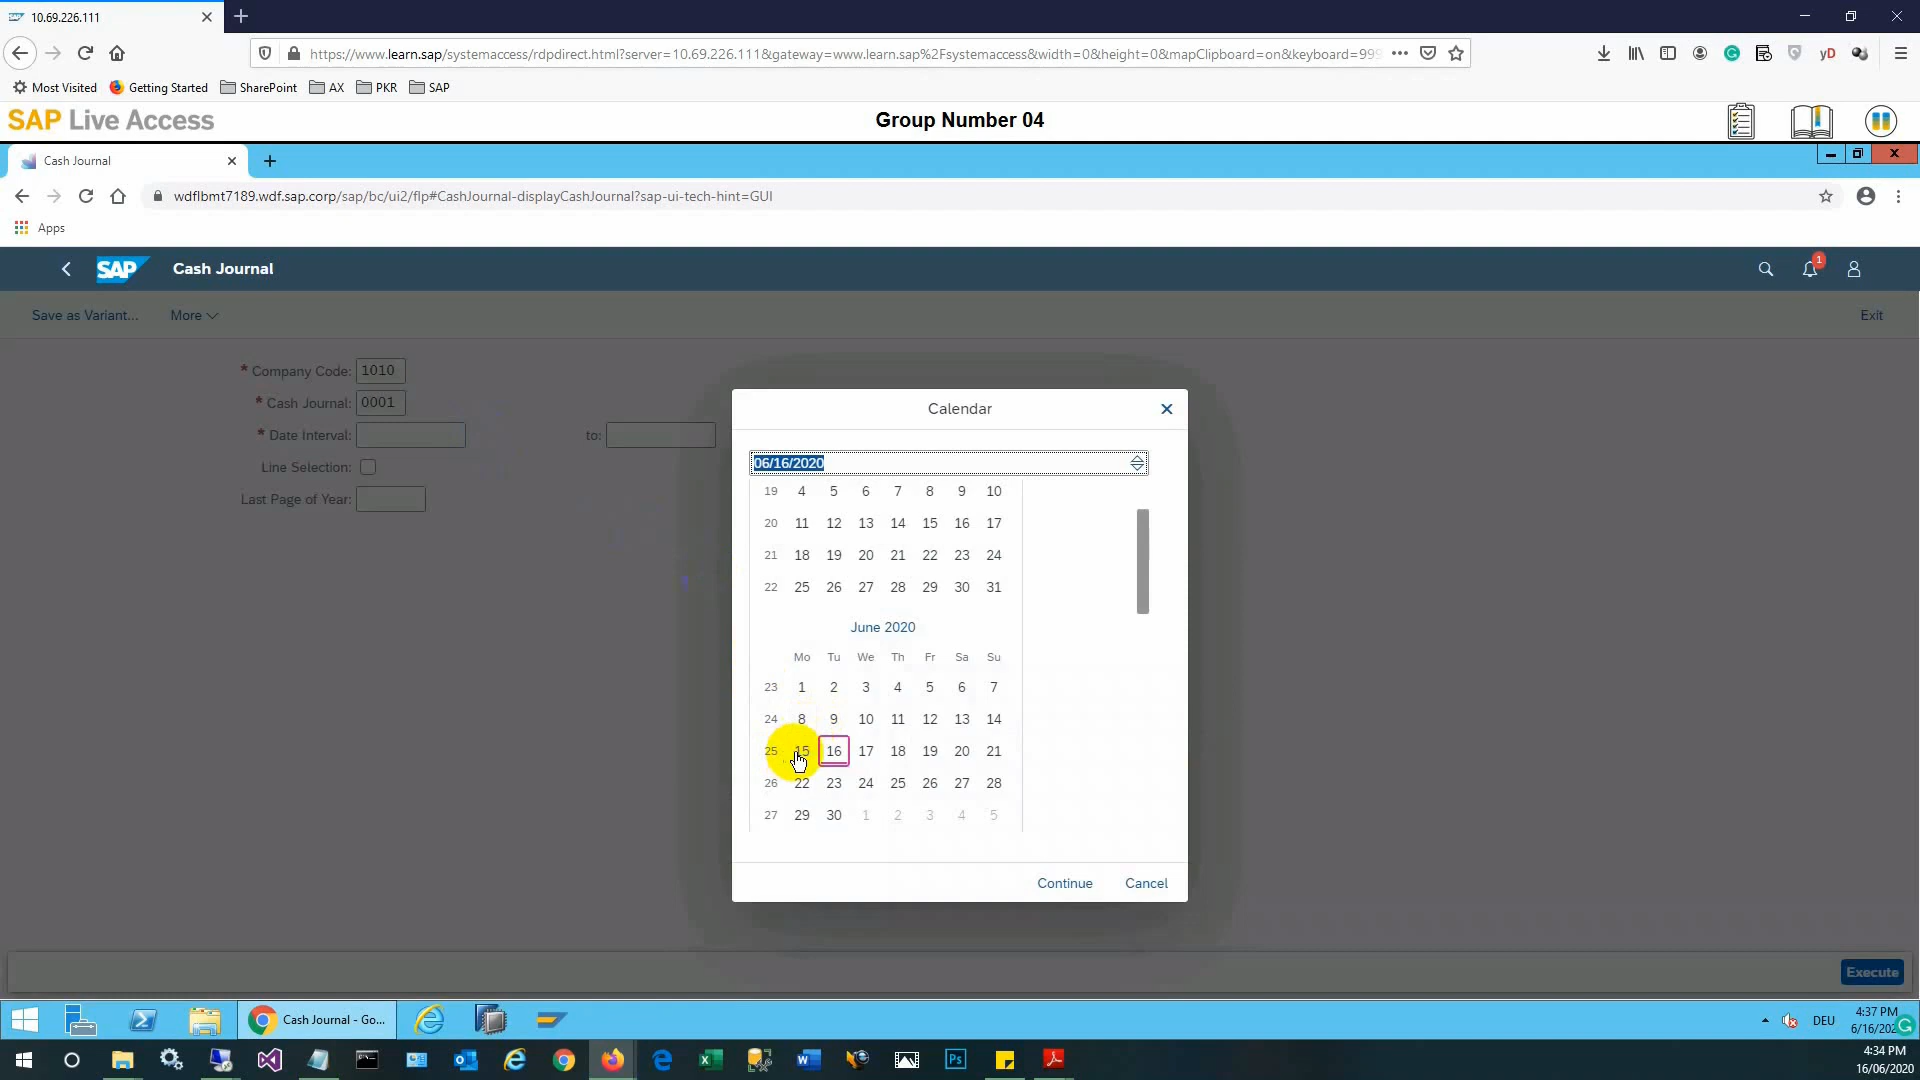 10.69.226.111
https://www.learn.sap/systemaccess/rdpdirect.html?server=10.69.226.111&gateway=www.learn.sap%2Fsystemaccess&width=0&height=0&mapClipboard=on&keyboard=999
Most Visited Getting Started SharePoint AX PKR SAP
SAP Live Access
Group Number 04
Cash Journal
wdflbmt7189.wdf.sap.corp/sap/bc/ui2/flp#CashJournal-displayCashJournal?sap-ui-tech-hint=GUI
Apps
SAP Cash Journal 1
Save as Variant... More Exit
* Company Code: 1010
* Cash Journal: 0001
* Date Interval: to:
Line Selection:
Last Page of Year:
Calendar
06/16/2020
19 4 5 6 7 8 9 10
20 11 12 13 14 15 16 17
21 18 19 20 21 22 23 24
22 25 26 27 28 29 30 31
June 2020
Mo Tu We Th Fr Sa Su
23 1 2 3 4 5 6 7
24 8 9 10 11 12 13 14
25 15 16 17 18 19 20 21
26 22 23 24 25 26 27 28
27 29 30 1 2 3 4 5
Continue Cancel
Execute
Cash Journal - Go...
DEU
4:37 PM
4:34 PM
16/06/2020